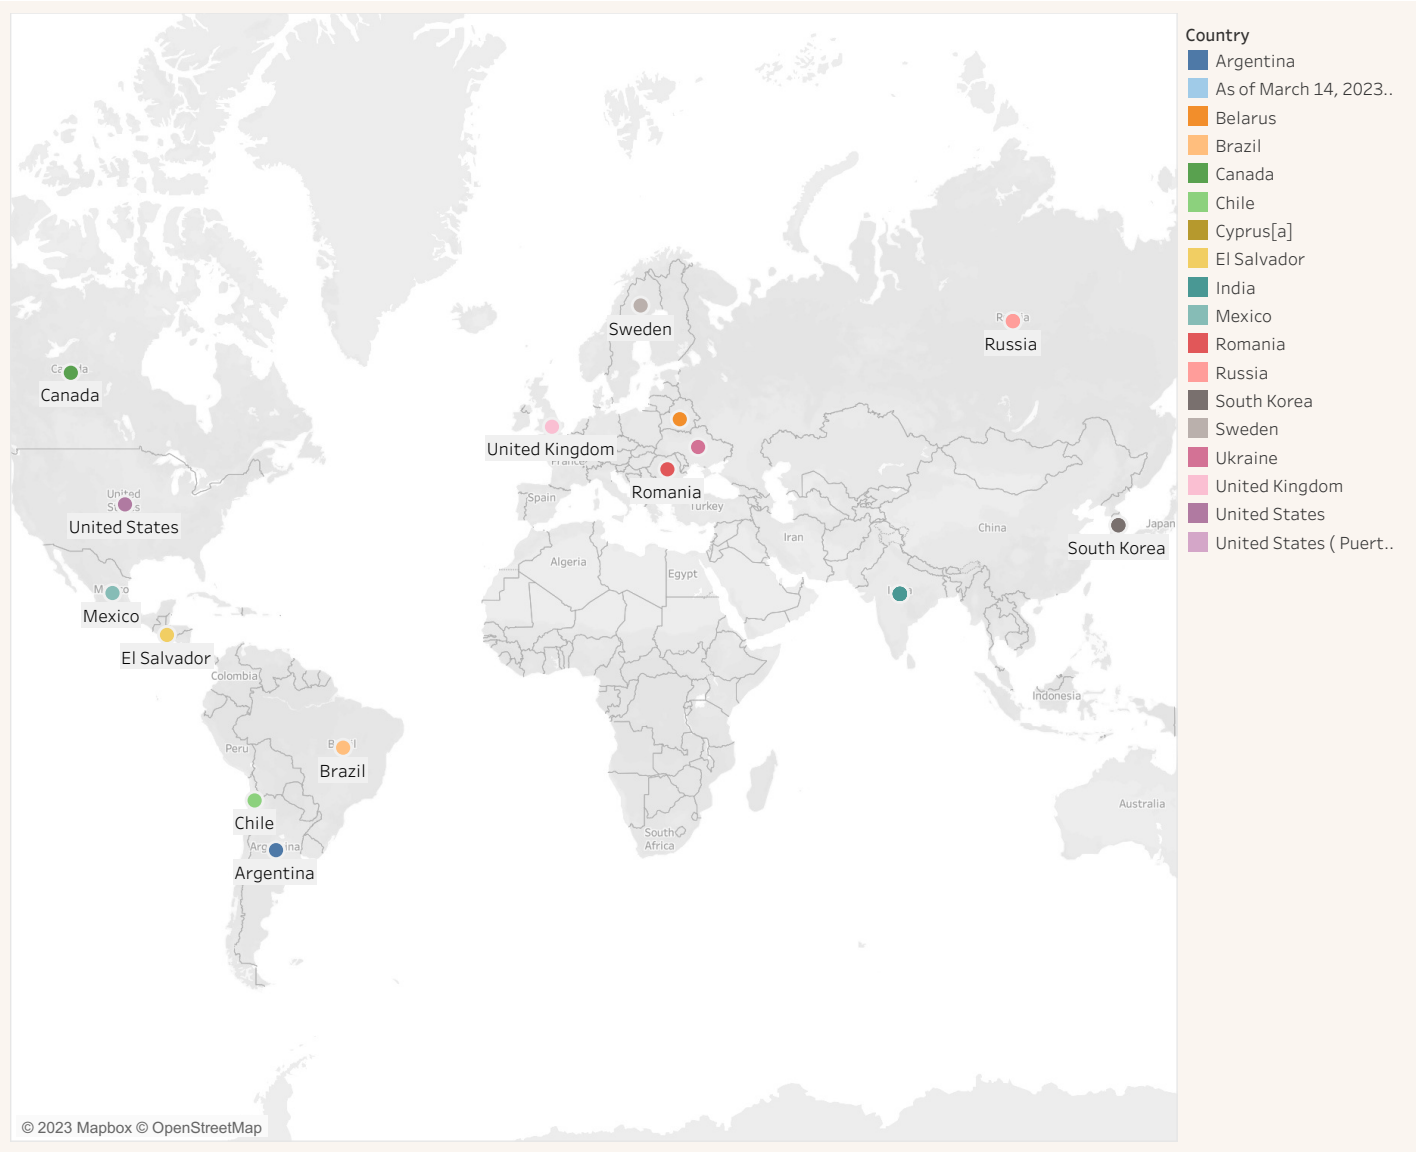 Country
Argentina
As of March 14, 2023..
Belarus
Brazil
Canada
Chile
Cyprus[a]
El Salvador
India
Mexico
Romania
Russia
South Korea
Sweden
Ukraine
United Kingdom
United States
United States ( Puert..
Sweden
Russia
Canada
United Kingdom
France
Romania
Spain
Turkey
United
United States
China
Japan
Iran
South Korea
Algeria
Egypt
Mexico
El Salvador
Colombia
Indonesia
Peru
Brazil
Australia
Chile
South
Africa
Argentina
© 2023 Mapbox © OpenStreetMap